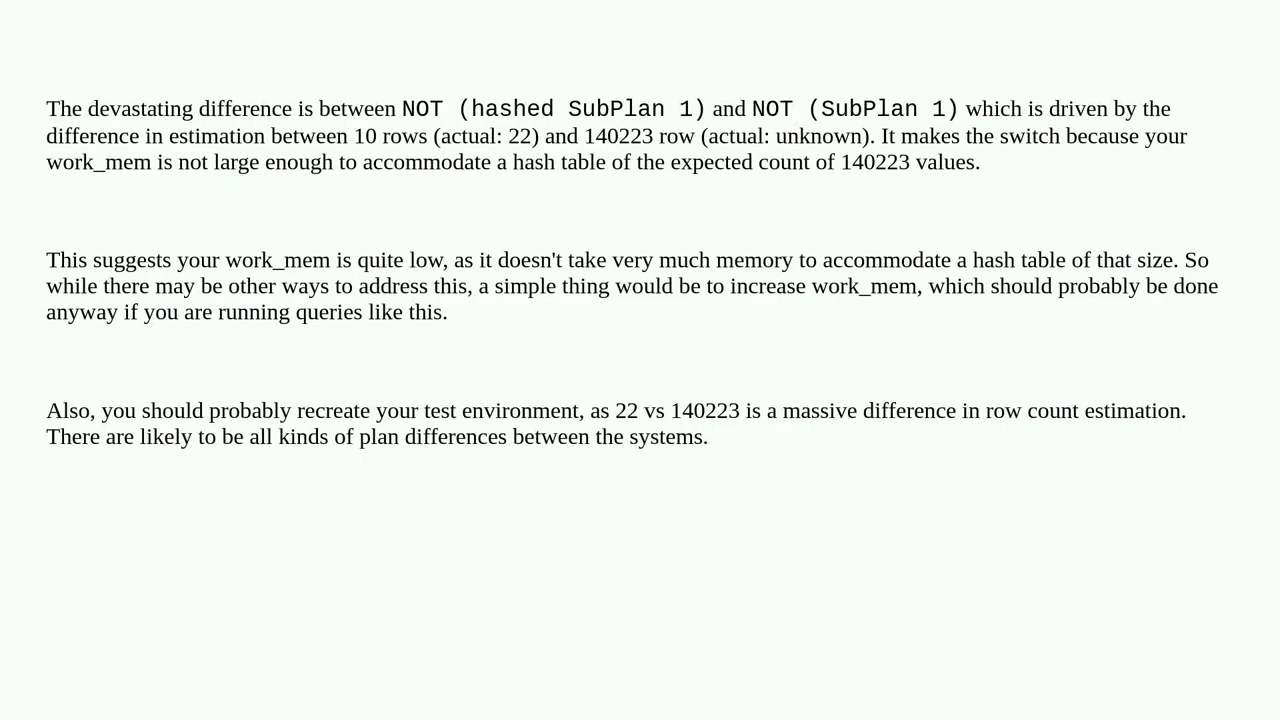 The devastating difference is between NOT (hashed SubPlan 1) and NOT (SubPlan 1) which is driven by the
difference in estimation between 10 rows (actual: 22) and 140223 row (actual: unknown). It makes the switch because your
work_mem is not large enough to accommodate a hash table of the expected count of 140223 values.
This suggests your work_mem is quite low, as it doesn't take very much memory to accommodate a hash table of that size. So
while there may be other ways to address this, a simple thing would be to increase work_mem, which should probably be done
anyway if you are running queries like this.
Also, you should probably recreate your test environment, as 22 vs 140223 is a massive difference in row count estimation.
There are likely to be all kinds of plan differences between the systems.